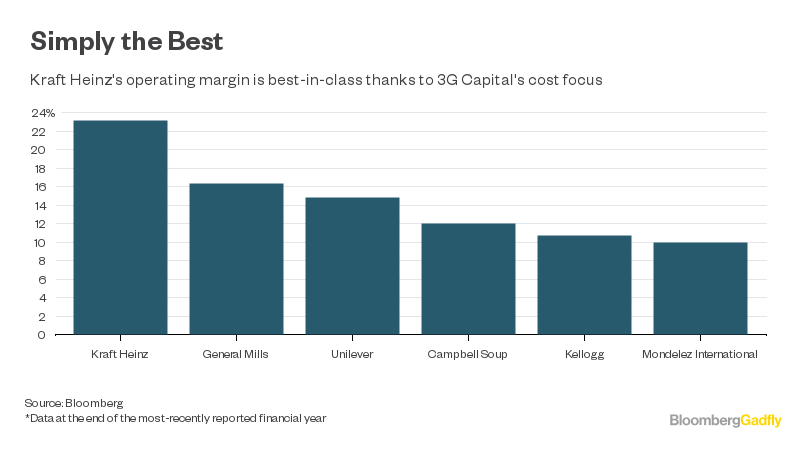 Simply the Best
Kraft Heinz's operating margin is best-in-class thanks to 3G Capital's cost focus
24%
22
20
18
16
14
12
10
8
6
4
2
0
Kraft Heinz General Mills Unilever Campbell Soup Kellogg Mondelez International
Source: Bloomberg
*Data at the end of the most-recently reported financial year
BloombergGadfly